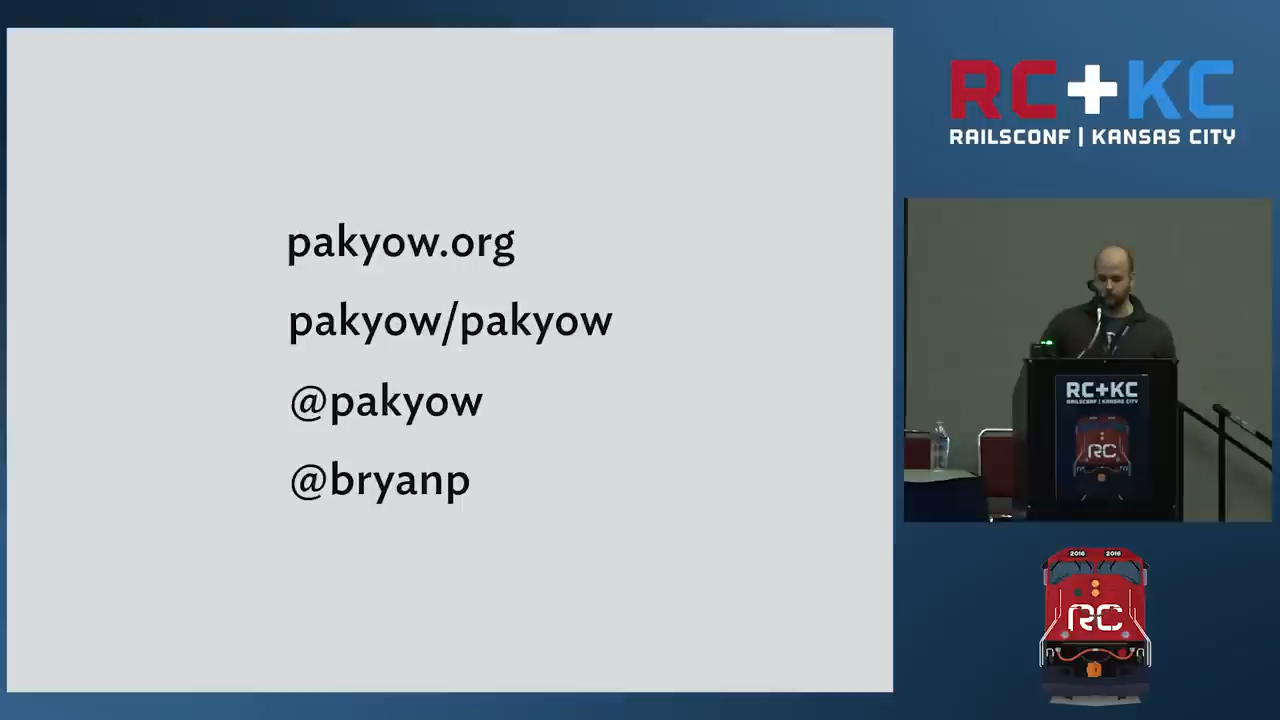 pakyow.org
pakyow/pakyow
@pakyow
@bryanp
RC+KC
RAILSCONF | KANSAS CITY
RC+KC
RAILSCONF | KANSAS CITY
RC
2016 2016
RC